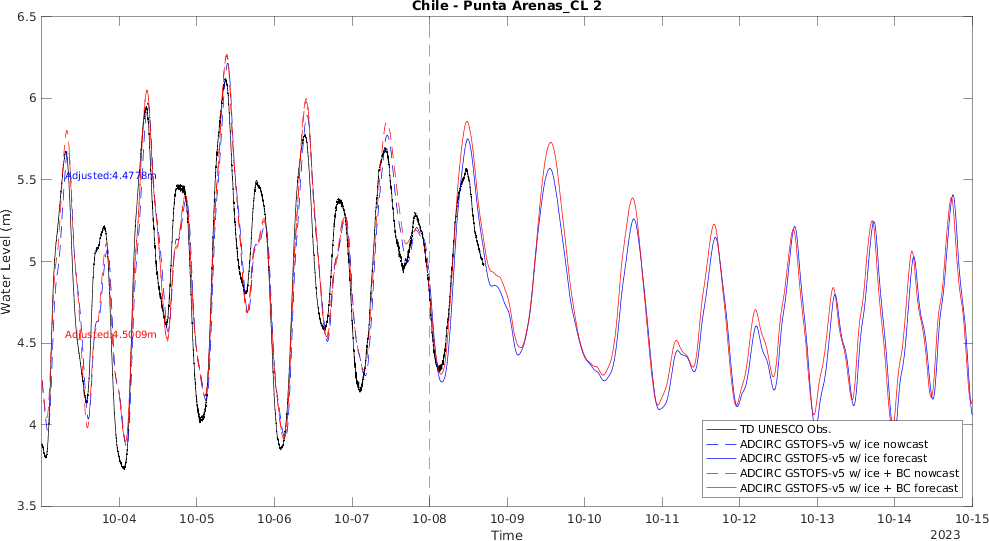 Chile - Punta Arenas_CL 2
6.5
6
5.5
5
4.5
4
3.5
Water Level (m)
Adjusted:4.4778m
Adjusted:4.5009m
TD UNESCO Obs.
ADCIRC GSTOFS-v5 w/ ice nowcast
ADCIRC GSTOFS-v5 w/ ice forecast
ADCIRC GSTOFS-v5 w/ ice + BC nowcast
ADCIRC GSTOFS-v5 w/ ice + BC forecast
10-04 10-05 10-06 10-07 10-08 10-09 10-10 10-11 10-12 10-13 10-14 10-15
Time
2023